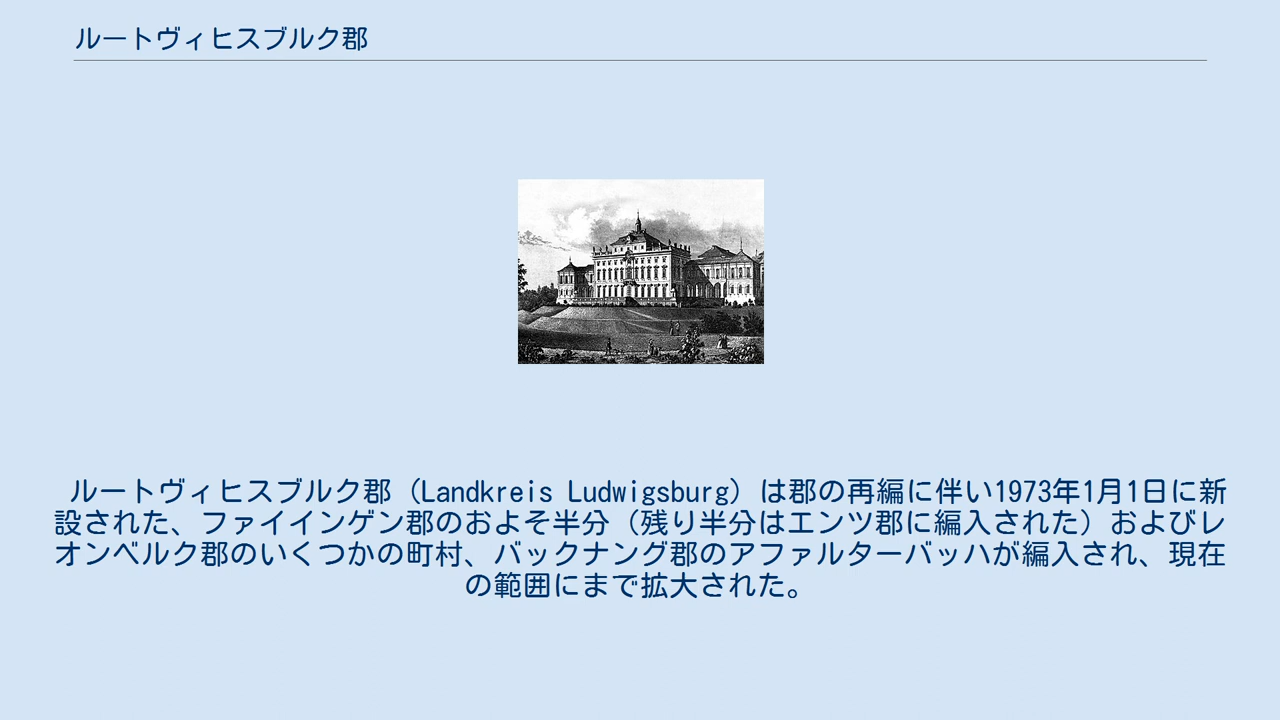 ルートヴィヒスブルク郡
ルートヴィヒスブルク郡（Landkreis Ludwigsburg）は郡の再編に伴い1973年1月1日に新
設された、ファイインゲン郡のおよそ半分（残り半分はエンツ郡に編入された）およびレ
オンベルク郡のいくつかの町村、バックナング郡のアファルターバッハが編入され、現在
の範囲にまで拡大された。